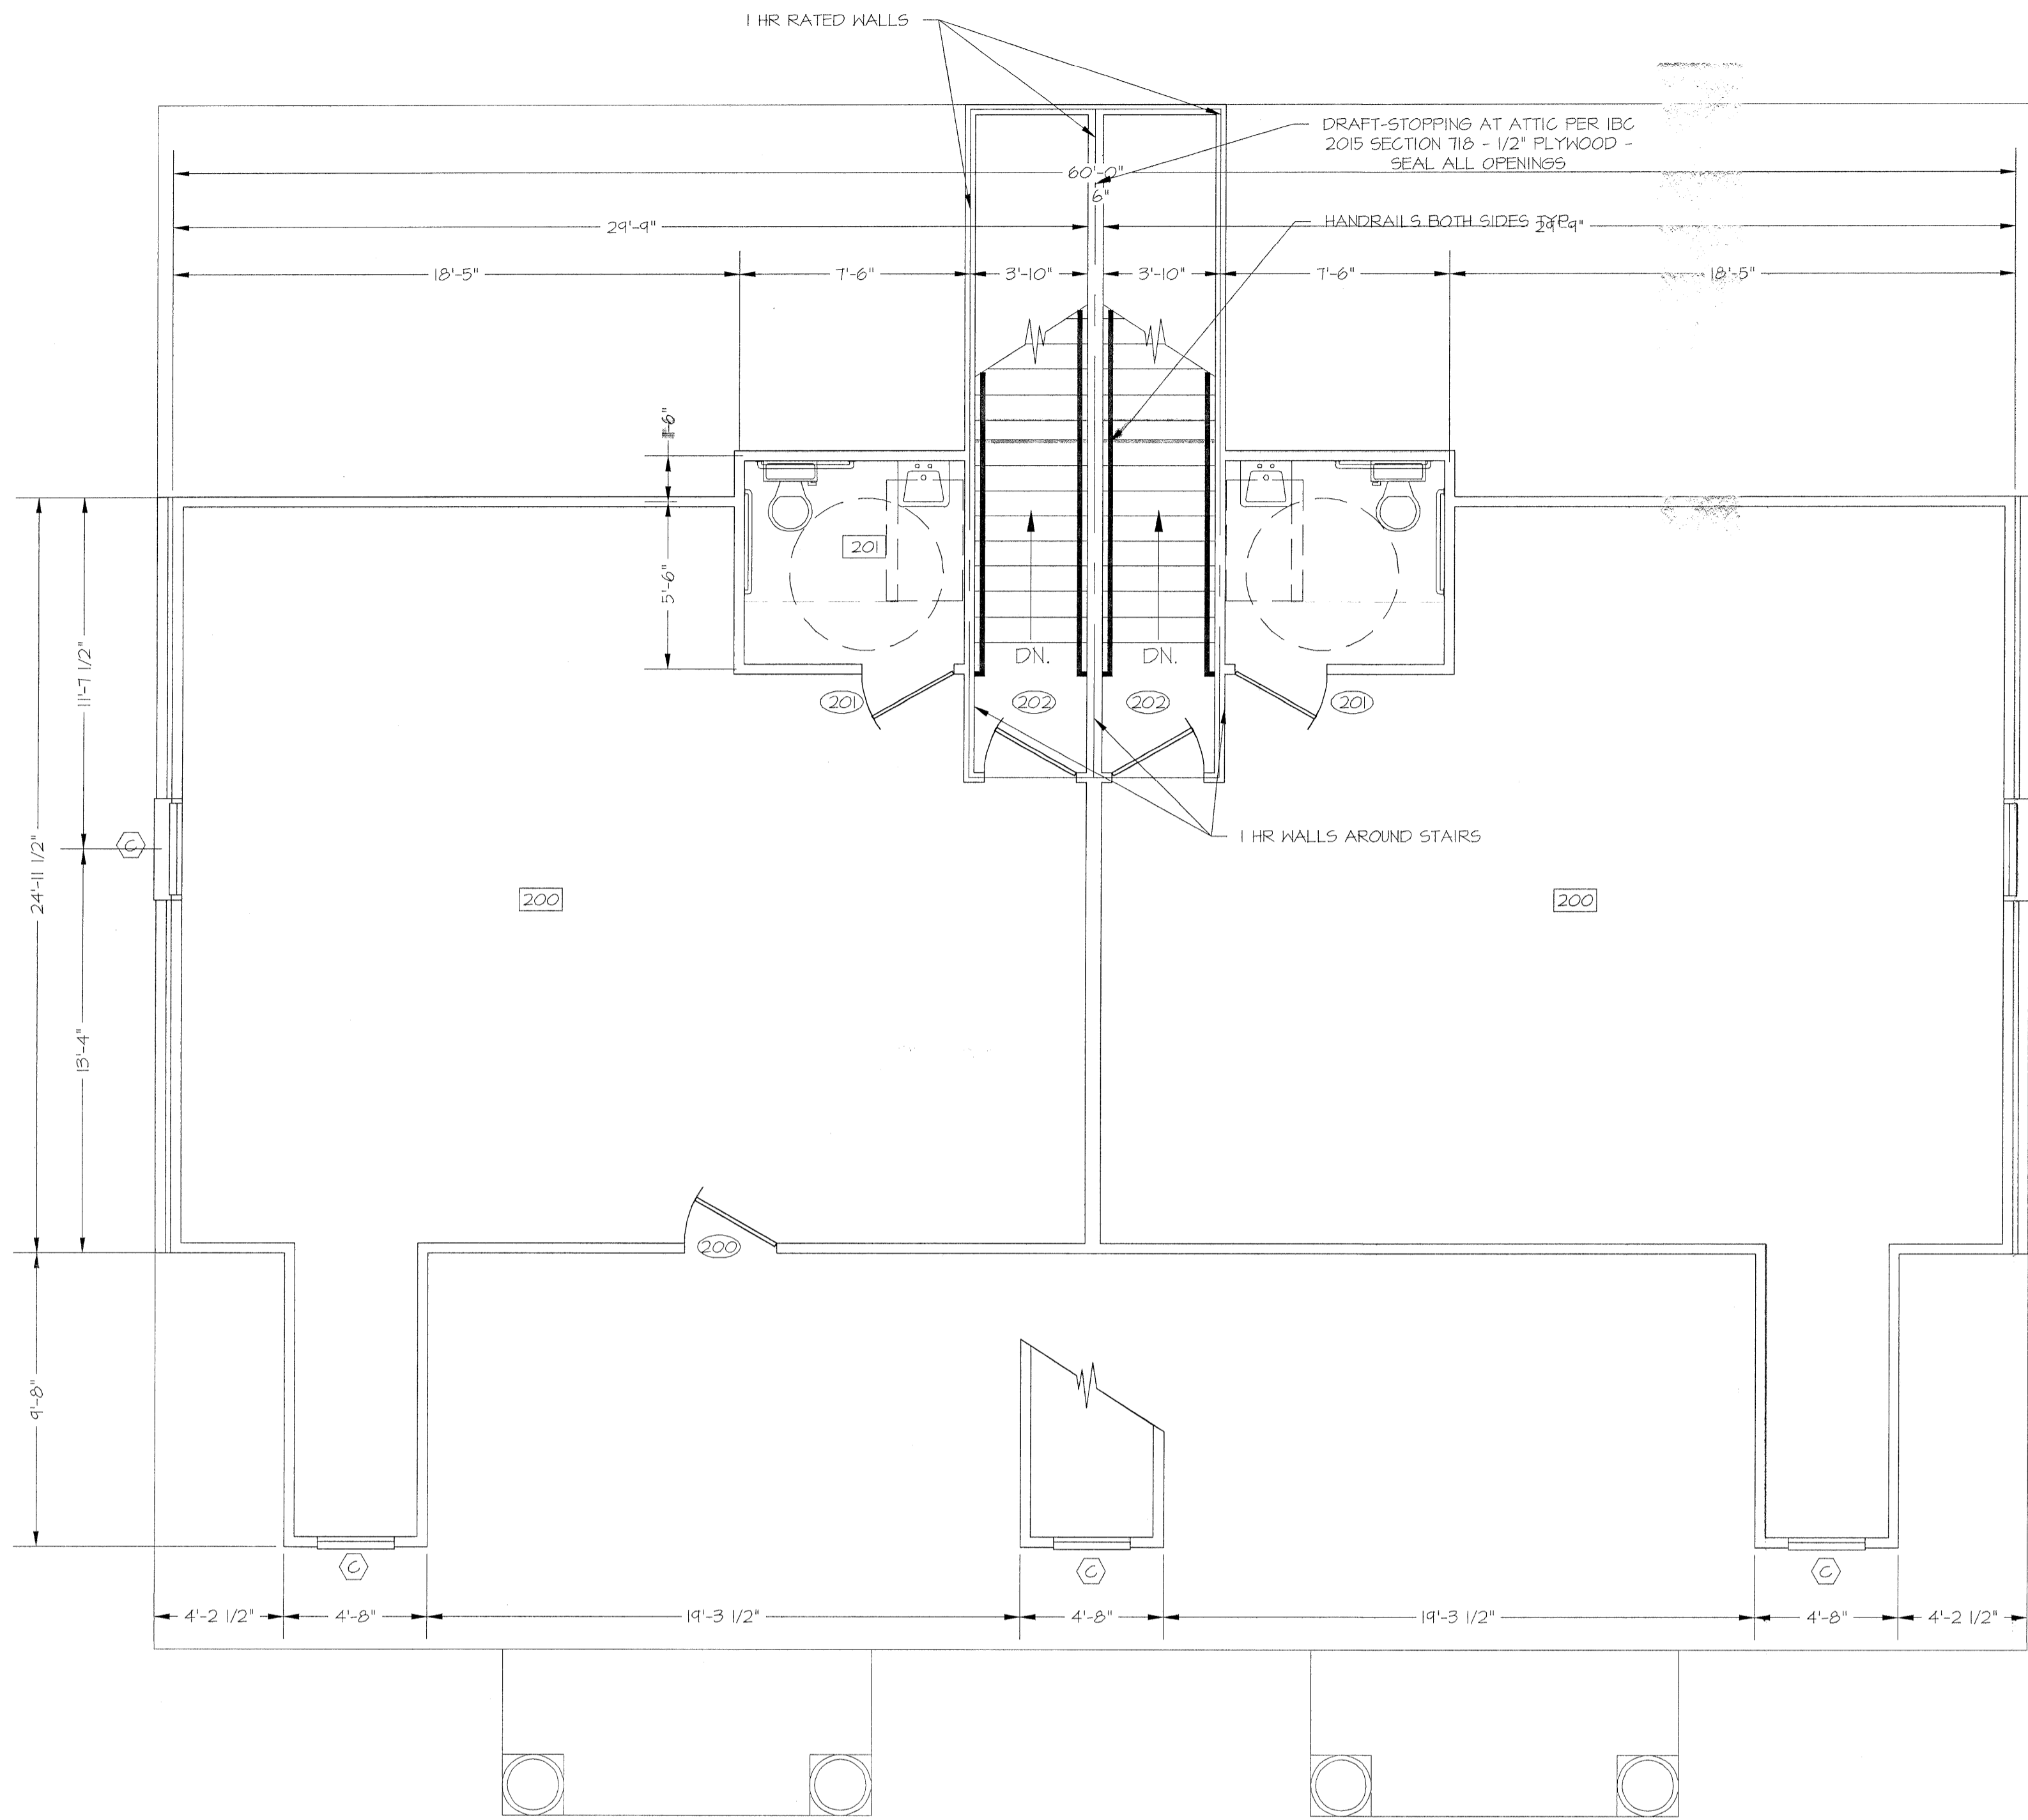 1 HR RATED WALLS
DRAFT-STOPPING AT ATTIC PER IBC
2015 SECTION 718 - 1/2" PLYWOOD -
SEAL ALL OPENINGS
60'-0"
6"
29'-9"
HANDRAILS BOTH SIDES TYP.
29'-9"
18'-5"
7'-6"
3'-10"
3'-10"
7'-6"
18'-5"
201
5'-6"
11'-7 1/2"
DN.
DN.
201
202
202
201
1 HR WALLS AROUND STAIRS
C
24'-11 1/2"
200
200
13'-4"
200
9'-8"
C
C
C
4'-2 1/2"
4'-8"
19'-3 1/2"
4'-8"
19'-3 1/2"
4'-8"
4'-2 1/2"